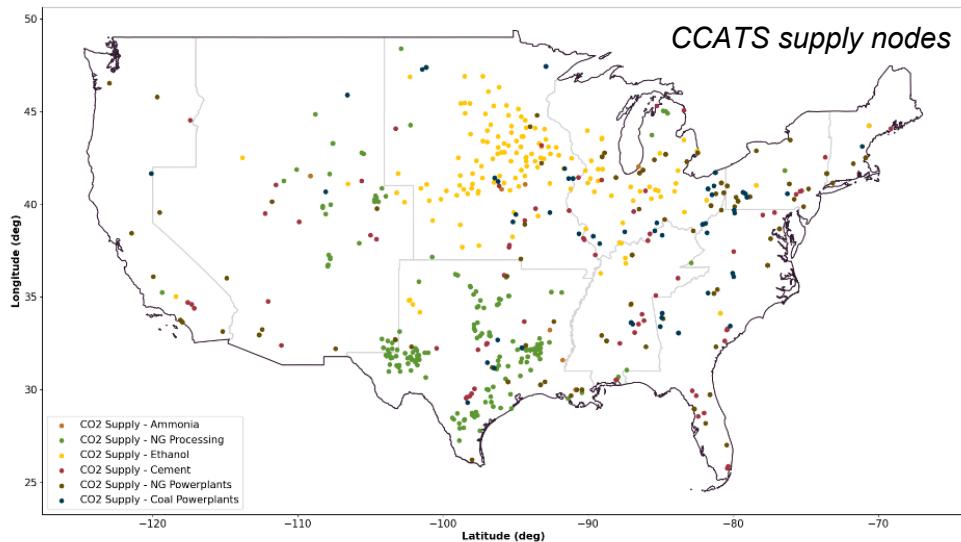 CCATS supply nodes
50
45
40
35
30
25
Longitude (deg)
CO2 Supply - Ammonia
CO2 Supply - NG Processing
CO2 Supply - Ethanol
CO2 Supply - Cement
CO2 Supply - NG Powerplants
CO2 Supply - Coal Powerplants
−120
−110
−100
−90
−80
−70
Latitude (deg)